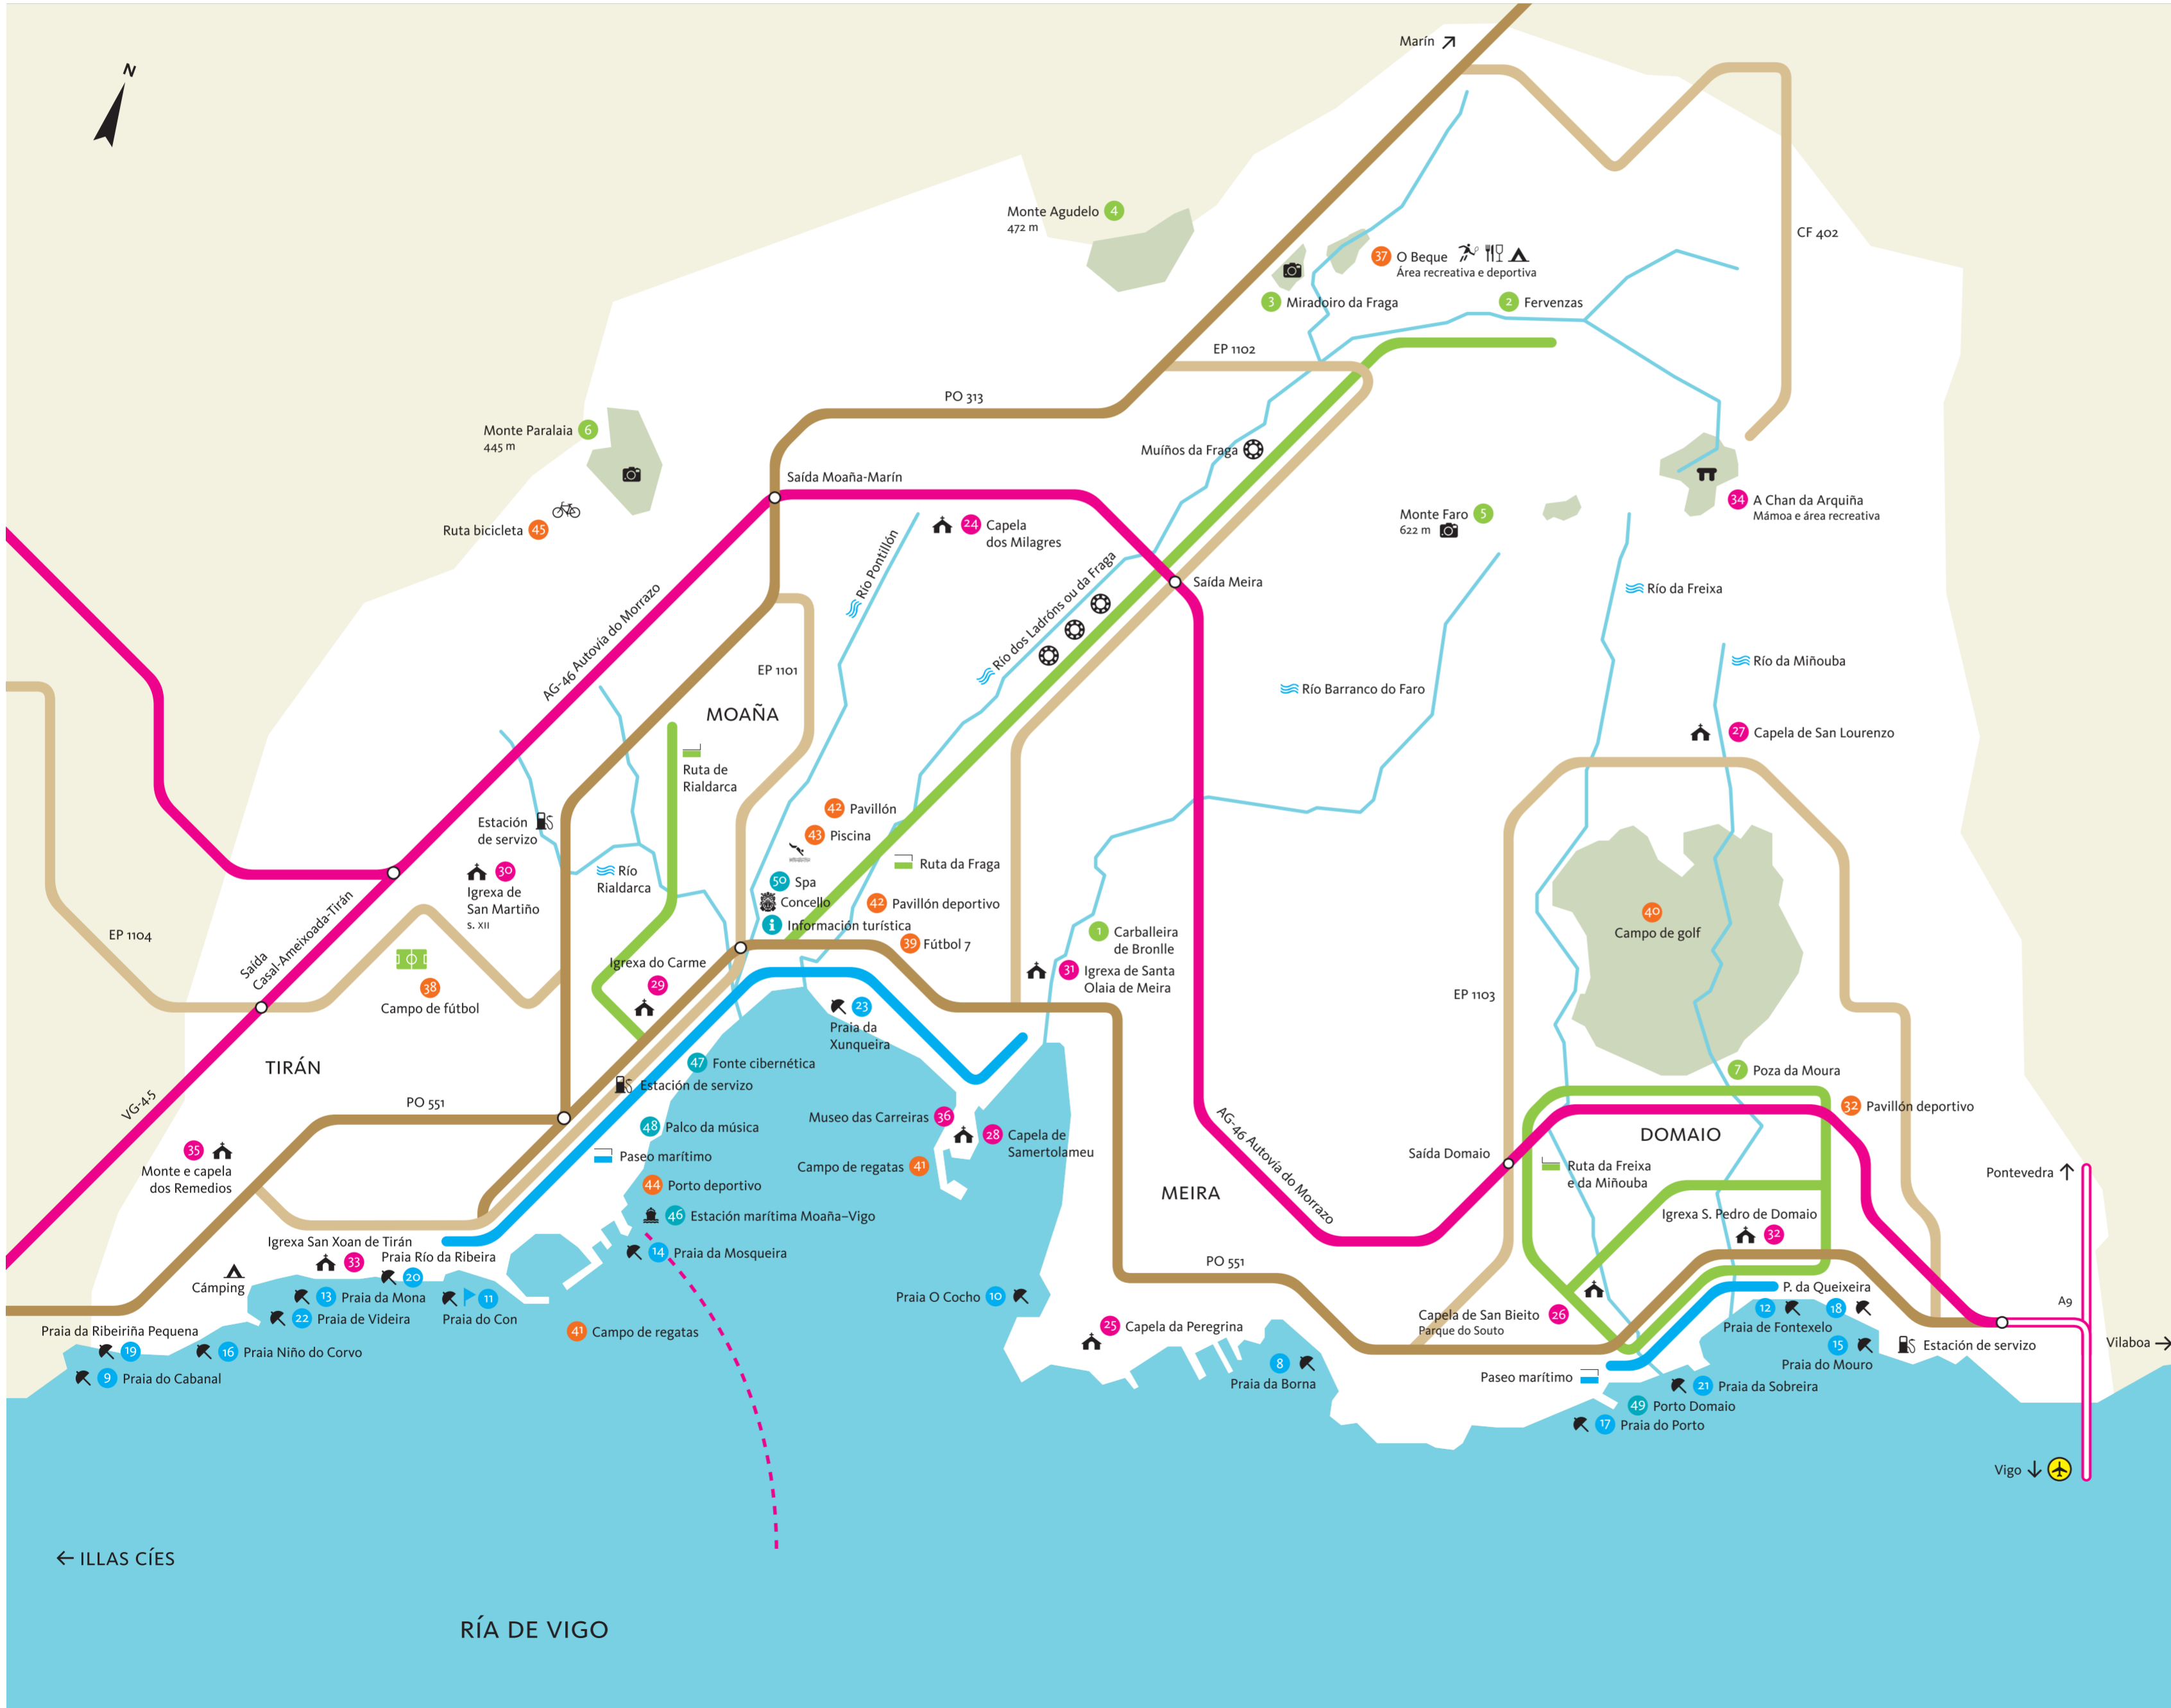 N
Marín
Monte Agudelo 4
472 m
CF 402
37 O Beque
Área recreativa e deportiva
3 Miradoiro da Fraga
2 Fervenzas
EP 1102
PO 313
Monte Paralaia 6
445 m
Muíños da Fraga
Saída Moaña-Marín
Ruta bicicleta 45
24 Capela
dos Milagres
Monte Faro 5
622 m
34 A Chan da Arquiña
Mámoa e área recreativa
Río Pontillón
Río dos Ladróns ou da Fraga
Saída Meira
Río da Freixa
AG-46 Autovía do Morrazo
EP 1101
Río da Miñouba
Río Barranco do Faro
MOAÑA
27 Capela de San Lourenzo
Ruta de
Rialdarca
42 Pavillón
Estación
de servizo
43 Piscina
Ruta da Fraga
30
Igrexa de
San Martiño
s. XII
Río
Rialdarca
50 Spa
Concello
42 Pavillón deportivo
Información turística
39 Fútbol 7
40
Campo de golf
1 Carballeira
de Bronlle
EP 1104
Saída
Casal-Ameixoada-Tirán
Igrexa do Carme
29
31 Igrexa de Santa
Olaia de Meira
38
Campo de fútbol
EP 1103
23
Praia da
Xunqueira
TIRÁN
47 Fonte cibernética
Estación de servizo
7 Poza da Moura
VG-4.5
PO 551
Museo das Carreiras 36
AG-46 Autovia do Morrazo
32 Pavillón deportivo
48 Palco da música
28 Capela de
Samertolameu
DOMAIO
35
Monte e capela
dos Remedios
Paseo marítimo
Campo de regatas 41
Saída Domaio
Ruta da Freixa
e da Miñouba
Pontevedra
44 Porto deportivo
MEIRA
46 Estación marítima Moaña–Vigo
Igrexa S. Pedro de Domaio
32
Igrexa San Xoan de Tirán
33
Praia Río da Ribeira
20
14 Praia da Mosqueira
PO 551
Cámping
13 Praia da Mona
11
Praia do Con
22 Praia de Videira
Praia O Cocho 10
P. da Queixeira
12 18
Praia de Fontexelo
A9
Capela de San Bieito 26
Parque do Souto
25 Capela da Peregrina
41 Campo de regatas
Praia da Ribeiriña Pequena
19
16 Praia Niño do Corvo
15
Praia do Mouro
Estación de servizo
Vilaboa
9 Praia do Cabanal
8
Praia da Borna
Paseo marítimo
21 Praia da Sobreira
49 Porto Domaio
17 Praia do Porto
Vigo
ILLAS CÍES
RÍA DE VIGO